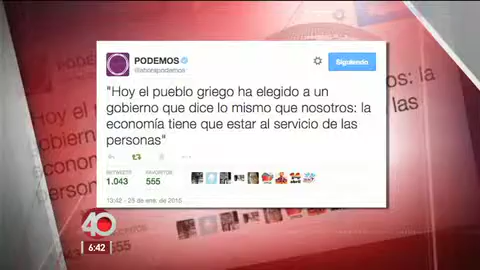 PODEMOS
@ahorapodemos
Siguiendo
"Hoy el pueblo griego ha elegido a un
gobierno que dice lo mismo que nosotros: la
economía tiene que estar al servicio de las
personas"
RETWEETS
FAVORITOS
1.043
555
13:42 - 25 de ene. de 2015
40
6:42